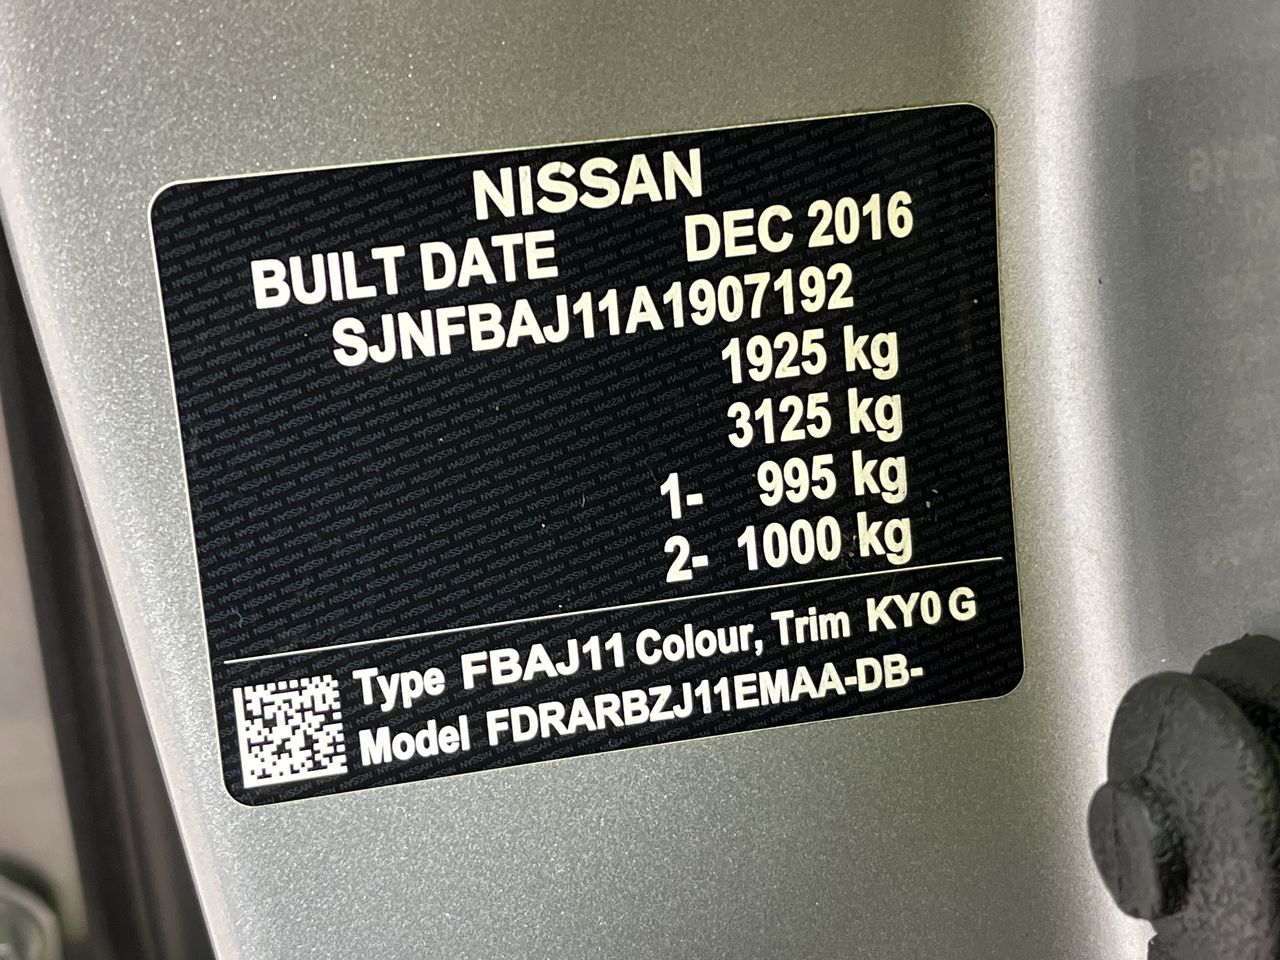 NISSAN
BUILT DATE DEC 2016
SJNFBAJ11A1907192
1925 kg
3125 kg
1- 995 kg
2- 1000 kg
Type FBAJ11 Colour, Trim KY0 G
Model FDRARBZJ11EMAA-DB-